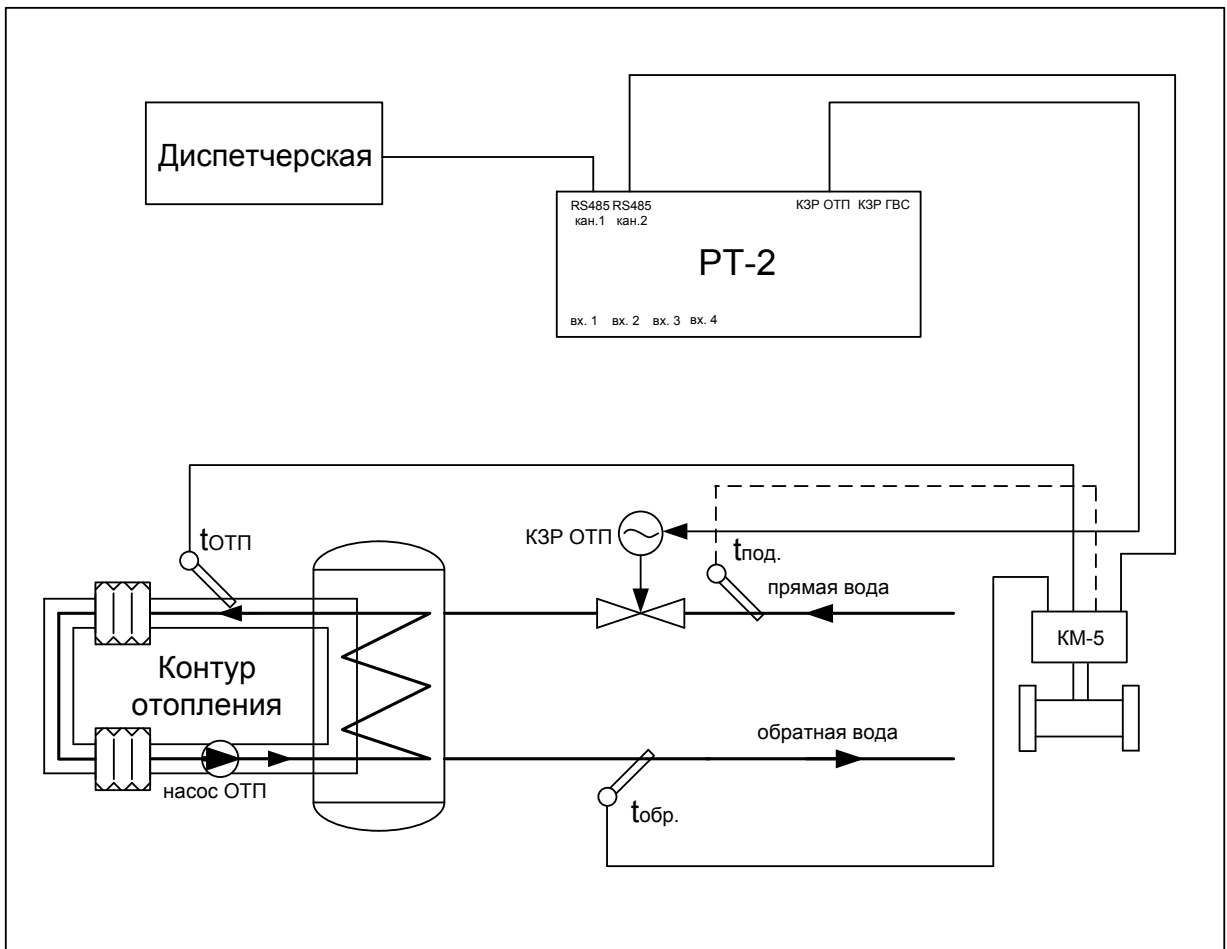 Диспетчерская
RS485 RS485
кан.1 кан.2
КЗР ОТП КЗР ГВС
РТ-2
вх. 1 вх. 2 вх. 3 вх. 4
tОТП
КЗР ОТП
tпод.
прямая вода
КМ-5
Контур
отопления
насос ОТП
обратная вода
tобр.